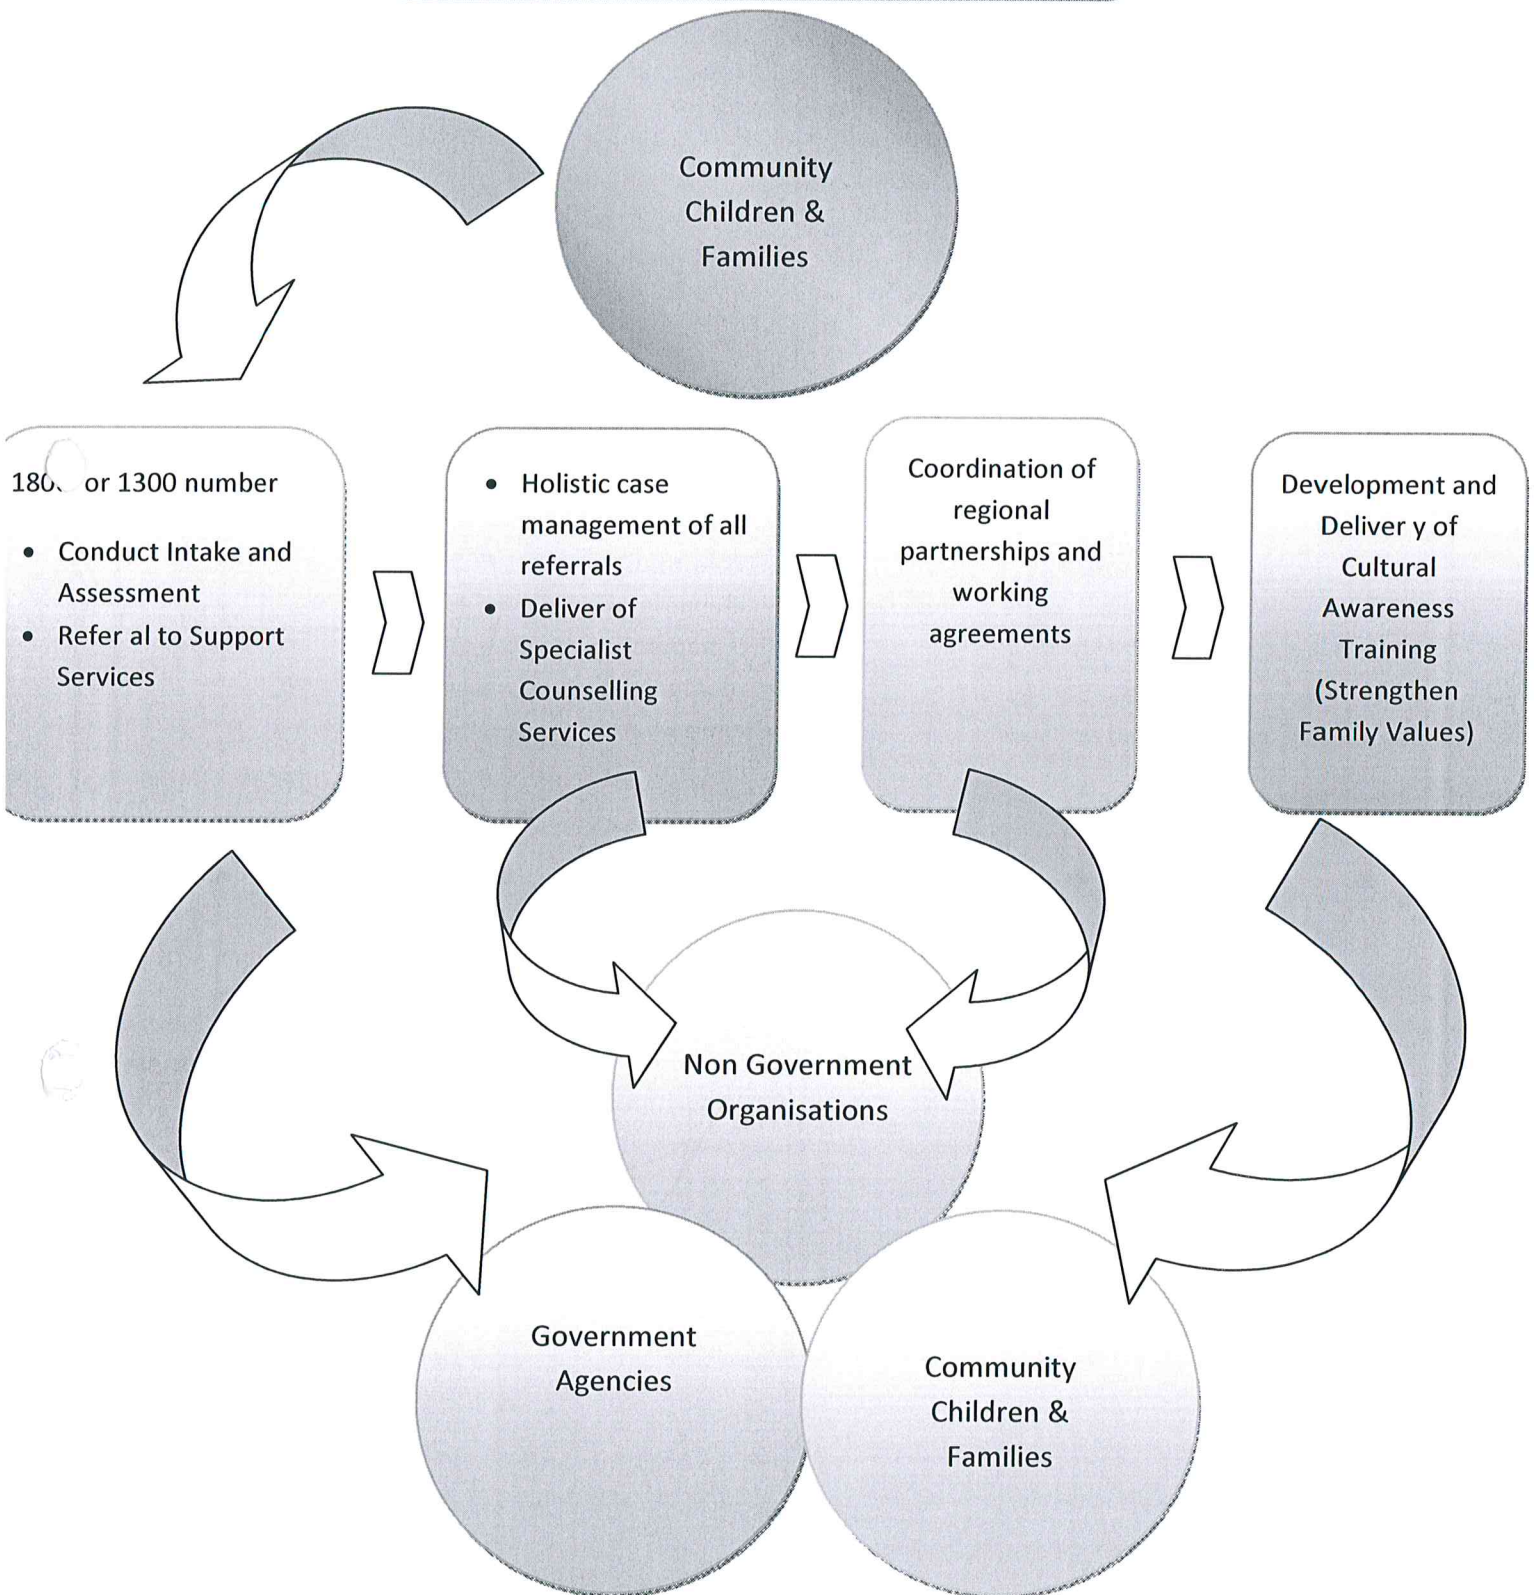 Community
Children &
Families
or 1300 number
• Conduct Intake and
Assessment
• Refer al to Support
Services
• Holistic case
management of all
referrals
• Deliver of
Specialist
Counselling
Services
Coordination of
regional
partnerships and
working
agreements
Development and
Deliver y of
Cultural
Awareness
Training
(Strengthen
Family Values)
Non Government
Organisations
Government
Agencies
Community
Children &
Families